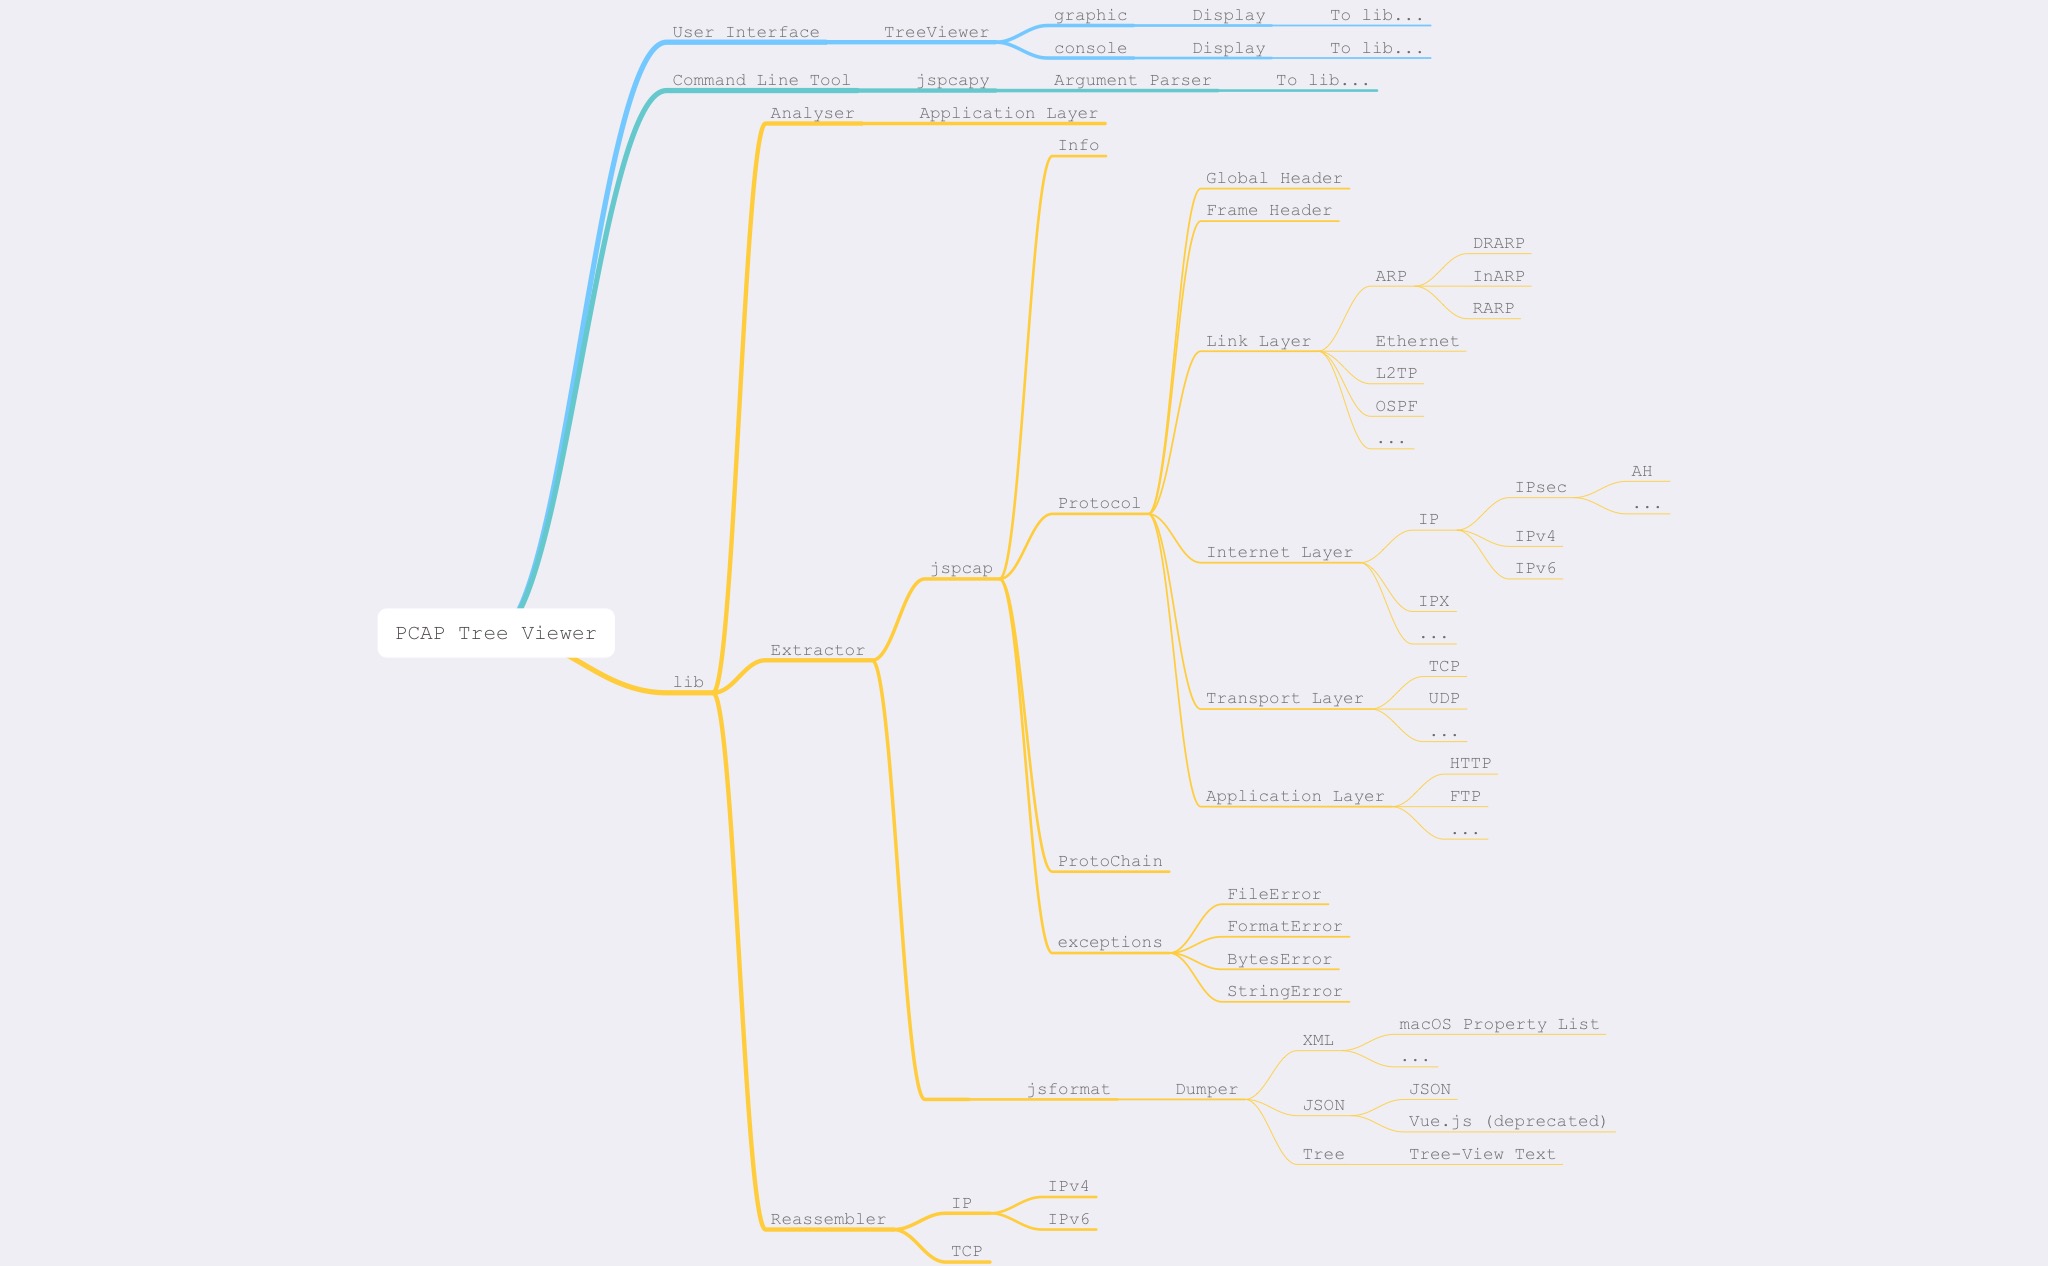 graphic Display To lib...
User Interface TreeViewer
console Display To lib...
Command Line Tool jspcapy Argument Parser To lib...
Analyser Application Layer
Info
Global Header
Frame Header
DRARP
ARP InARP
RARP
Link Layer Ethernet
L2TP
OSPF
...
AH
IPsec
Protocol ...
IP
IPv4
Internet Layer
jspcap IPv6
IPX
PCAP Tree Viewer ...
Extractor
TCP
lib
Transport Layer UDP
...
HTTP
Application Layer FTP
...
ProtoChain
FileError
FormatError
exceptions
BytesError
StringError
macOS Property List
XML
...
jsformat Dumper JSON
JSON
Vue.js (deprecated)
Tree Tree-View Text
IPv4
IP
Reassembler IPv6
TCP